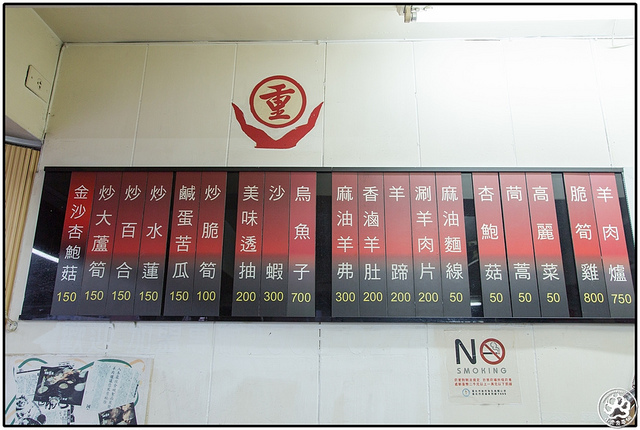 重
羊肉爐 750
脆筍雞 800
高麗菜 50
茼蒿 50
杏鮑菇 50
麻油麵線 50
涮羊肉片 200
羊蹄 200
香滷羊肚 200
麻油羊弗 300
烏魚子 700
沙蝦 300
美味透抽 200
炒脆筍 100
鹹蛋苦瓜 150
炒水蓮 150
炒百合 150
炒大蘆筍 150
金沙杏鮑菇 150
NO
SMOKING